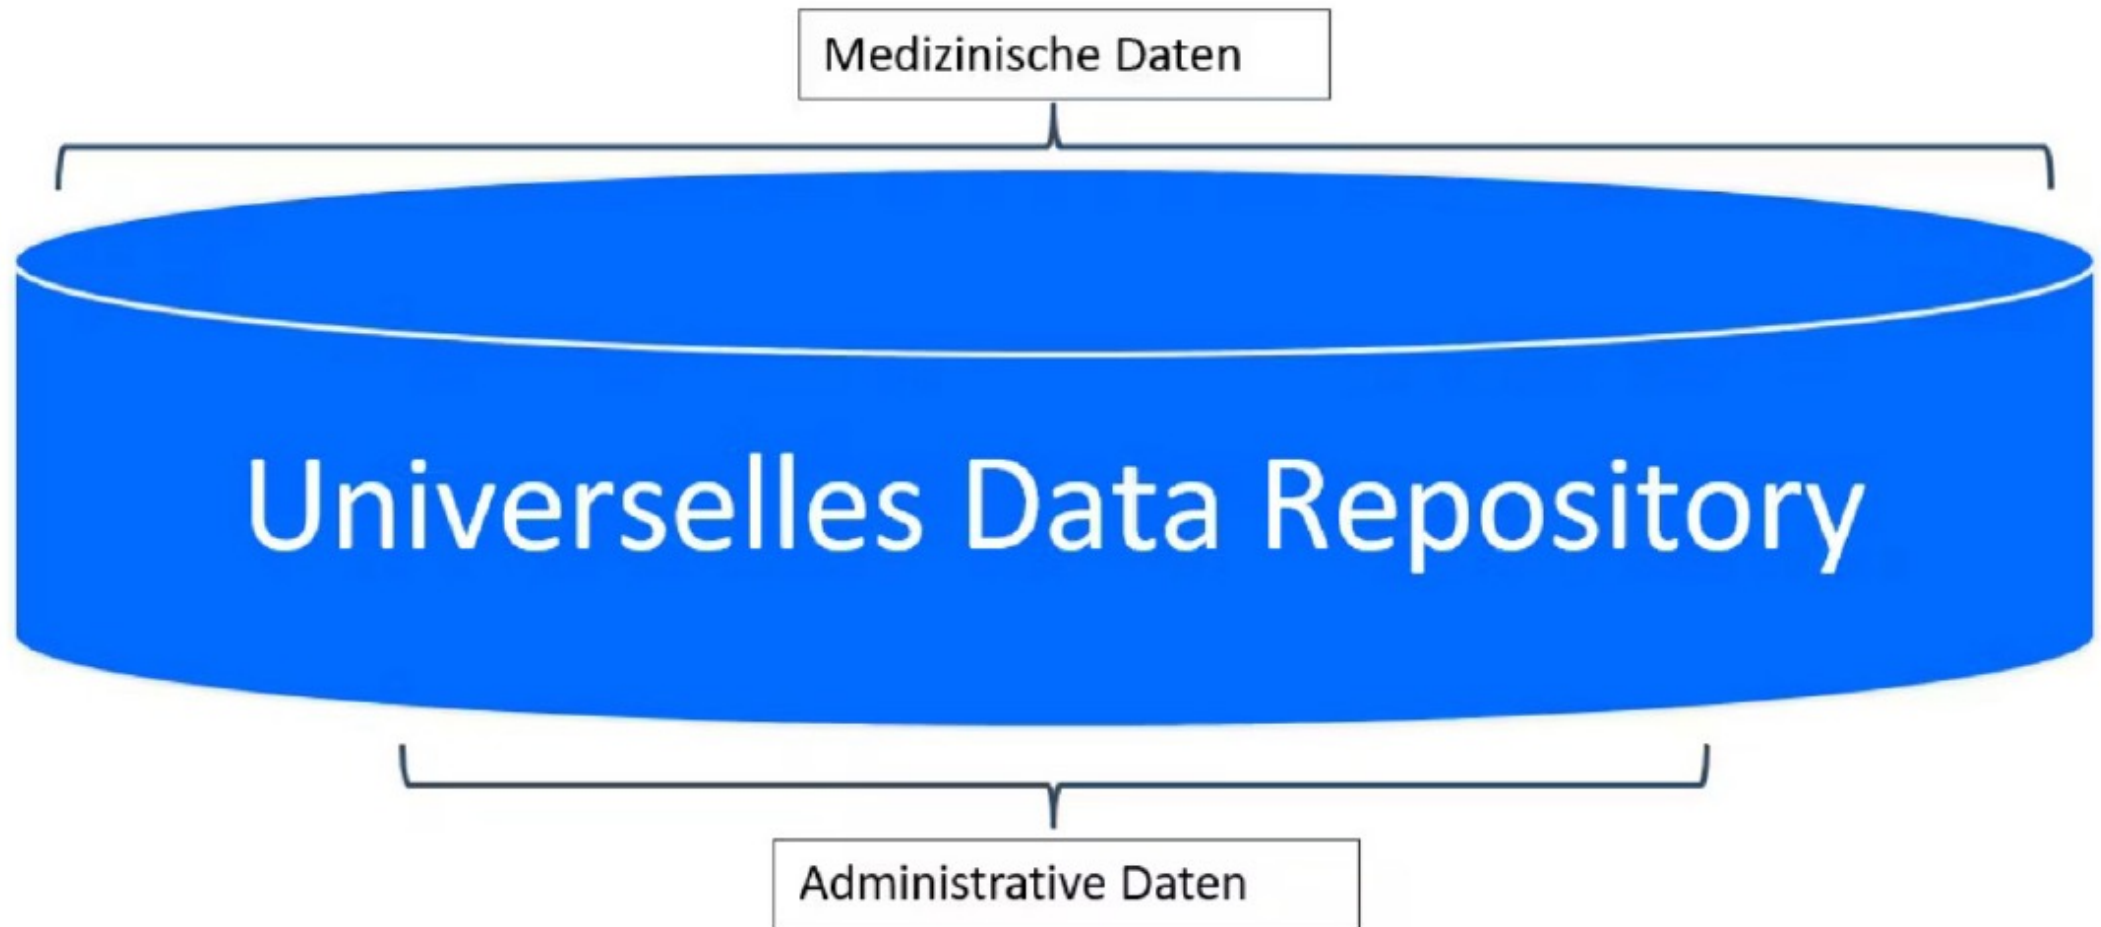 Medizinische Daten
Universelles Data Repository
Administrative Daten